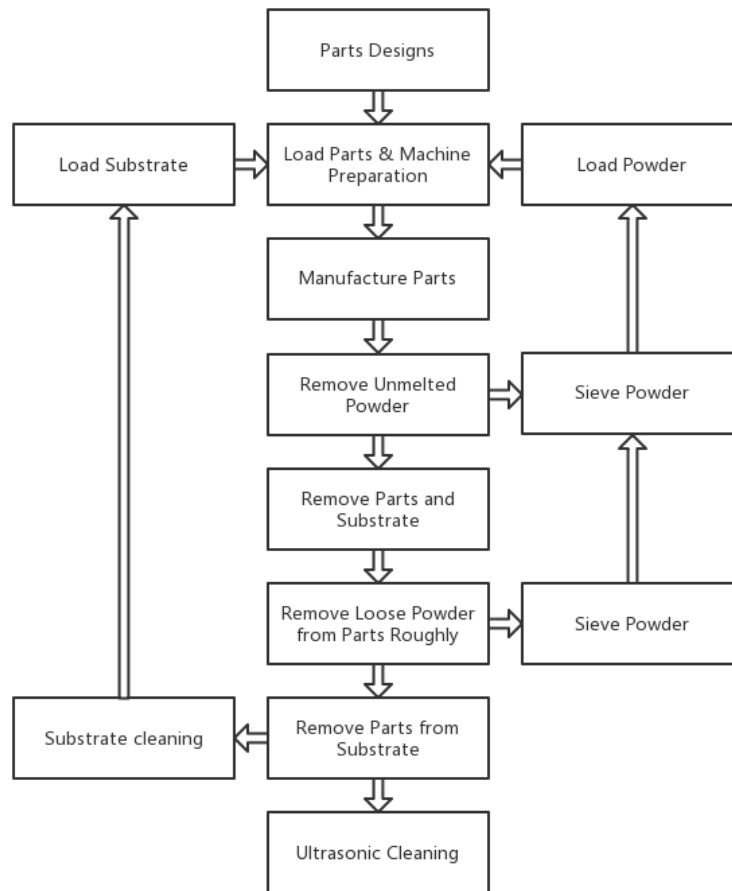 Parts Designs
Load Substrate
Load Parts & Machine
Preparation
Load Powder
Manufacture Parts
Remove Unmelted
Powder
Sieve Powder
Remove Parts and
Substrate
Remove Loose Powder
from Parts Roughly
Sieve Powder
Substrate cleaning
Remove Parts from
Substrate
Ultrasonic Cleaning